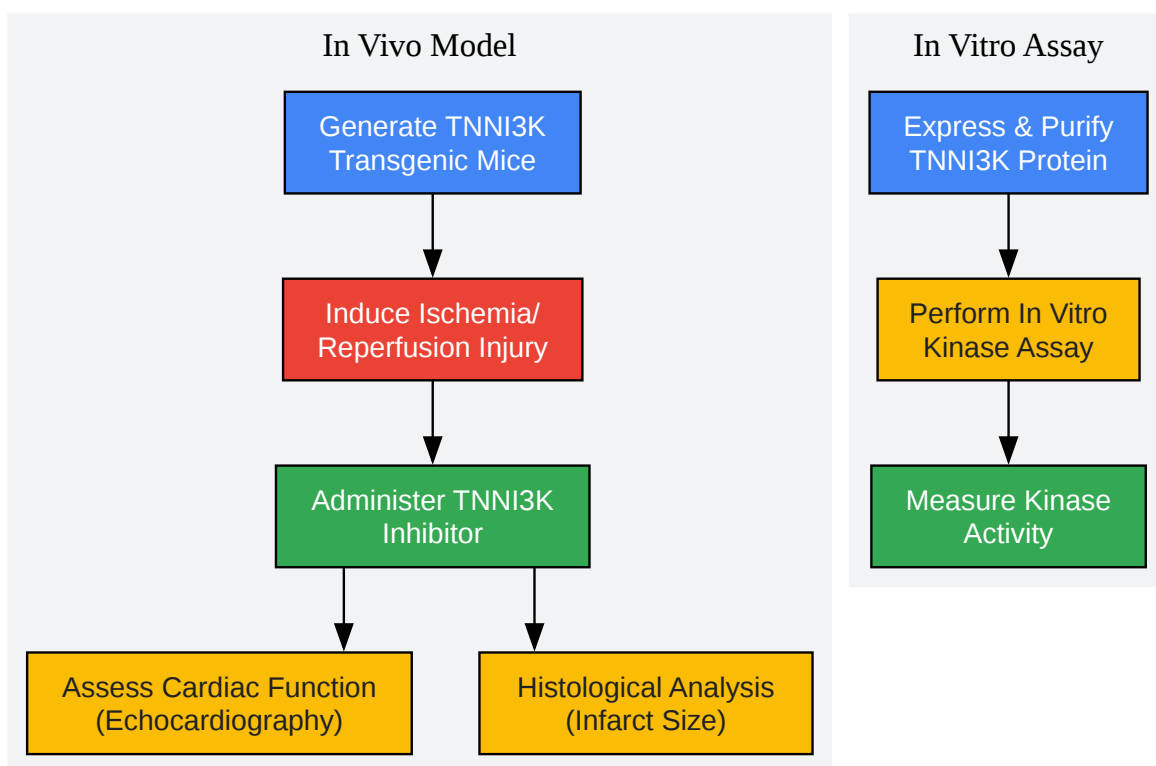 In Vivo Model
Generate TNNI3K
Transgenic Mice
Induce Ischemia/
Reperfusion Injury
Administer TNNI3K
Inhibitor
Assess Cardiac Function
(Echocardiography)
Histological Analysis
(Infarct Size)
In Vitro Assay
Express & Purify
TNNI3K Protein
Perform In Vitro
Kinase Assay
Measure Kinase
Activity